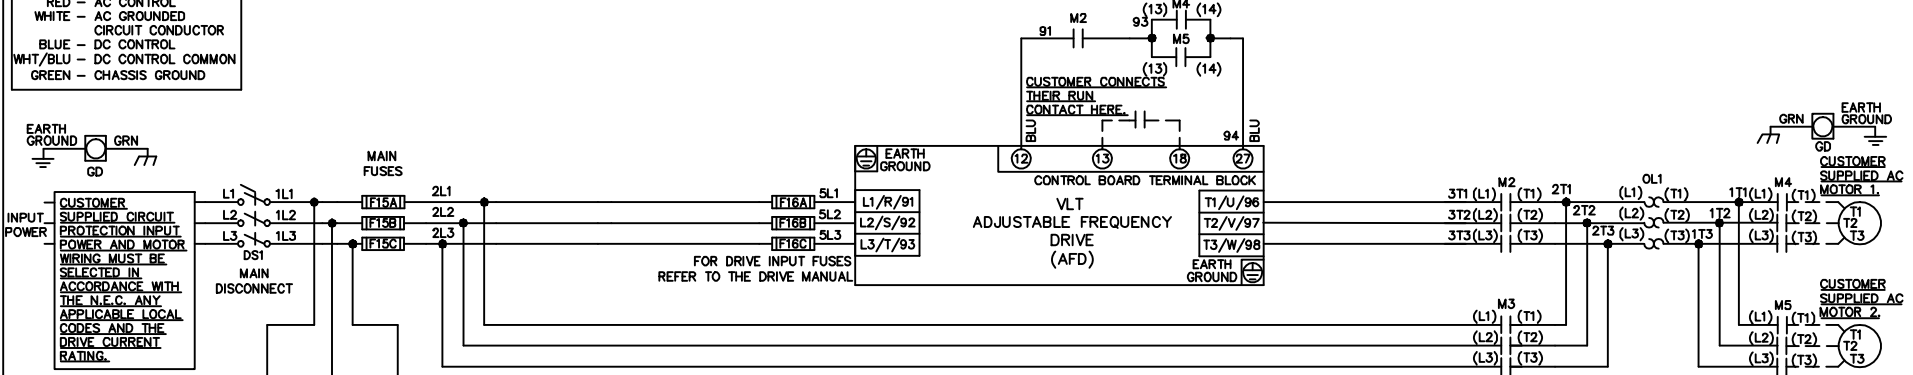 RED – AC CONTROL
WHITE – AC GROUNDED
CIRCUIT CONDUCTOR
BLUE – DC CONTROL
WHT/BLU – DC CONTROL COMMON
GREEN – CHASSIS GROUND
M4
(13) (14)
M2
91
93
M5
(13) (14)
CUSTOMER CONNECTS
THEIR RUN
CONTACT HERE.
BLU
94
BLU
EARTH
GROUND
GRN
GD
MAIN
FUSES
EARTH
GROUND
12
13
18
27
CONTROL BOARD TERMINAL BLOCK
EARTH
GROUND
GRN
GD
CUSTOMER
SUPPLIED AC
MOTOR 1.
INPUT
POWER
CUSTOMER
SUPPLIED CIRCUIT
PROTECTION INPUT
POWER AND MOTOR
WIRING MUST BE
SELECTED IN
ACCORDANCE WITH
THE N.E.C. ANY
APPLICABLE LOCAL
CODES AND THE
DRIVE CURRENT
RATING.
L1 1L1
L2 1L2
L3 1L3
DS1
MAIN
DISCONNECT
F15A 2L1
F15B 2L2
F15C 2L3
F16A 5L1
F16B 5L2
F16C 5L3
FOR DRIVE INPUT FUSES
REFER TO THE DRIVE MANUAL
L1/R/91
L2/S/92
L3/T/93
VLT
ADJUSTABLE FREQUENCY
DRIVE
(AFD)
T1/U/96
T2/V/97
T3/W/98
EARTH
GROUND
M2
3T1 (L1) (T1) 2T1
3T2 (L2) (T2) 2T2
3T3 (L3) (T3) 2T3
OL1
(L1) (T1) 1T1
(L2) (T2) 1T2
(L3) (T3) 1T3
M4
(L1) (T1)
(L2) (T2)
(L3) (T3)
T1
T2
T3
M3
(L1) (T1)
(L2) (T2)
(L3) (T3)
CUSTOMER
SUPPLIED AC
MOTOR 2.
M5
(L1) (T1)
(L2) (T2)
(L3) (T3)
T1
T2
T3